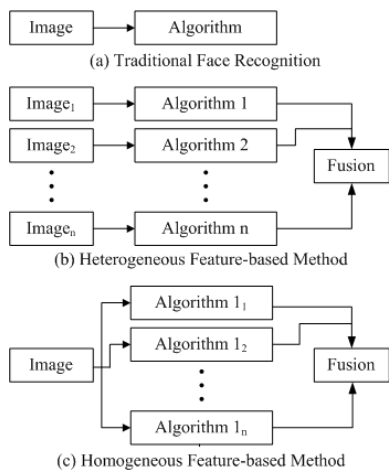 Image Algorithm
(a) Traditional Face Recognition
Image₁ Algorithm 1
Image₂ Algorithm 2
Fusion
Imageₙ Algorithm n
(b) Heterogeneous Feature-based Method
Algorithm 1₁
Algorithm 1₂
Image Fusion
Algorithm 1ₙ
(c) Homogeneous Feature-based Method